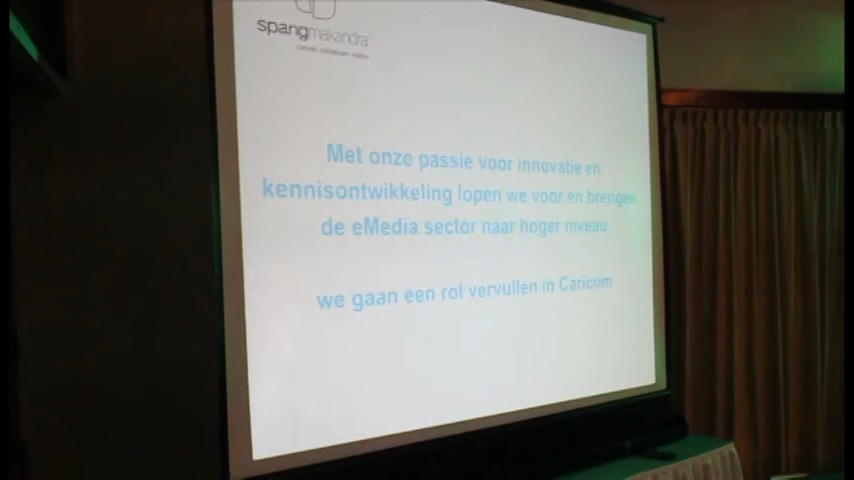 spangmakandra
Met onze passie voor innovatie en
kennisontwikkeling lopen we voor en brengen
de eMedia sector naar hoger niveau
we gaan een rol vervullen in Caricom